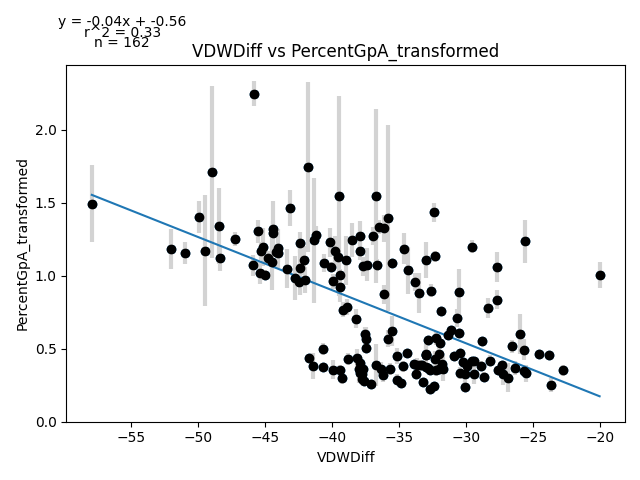 y = -0.04x + -0.56
r^2 = 0.33
n = 162
VDWDiff vs PercentGpA_transformed
PercentGpA_transformed
2.0
1.5
1.0
0.5
0.0
−55 −50 −45 −40 −35 −30 −25 −20
VDWDiff